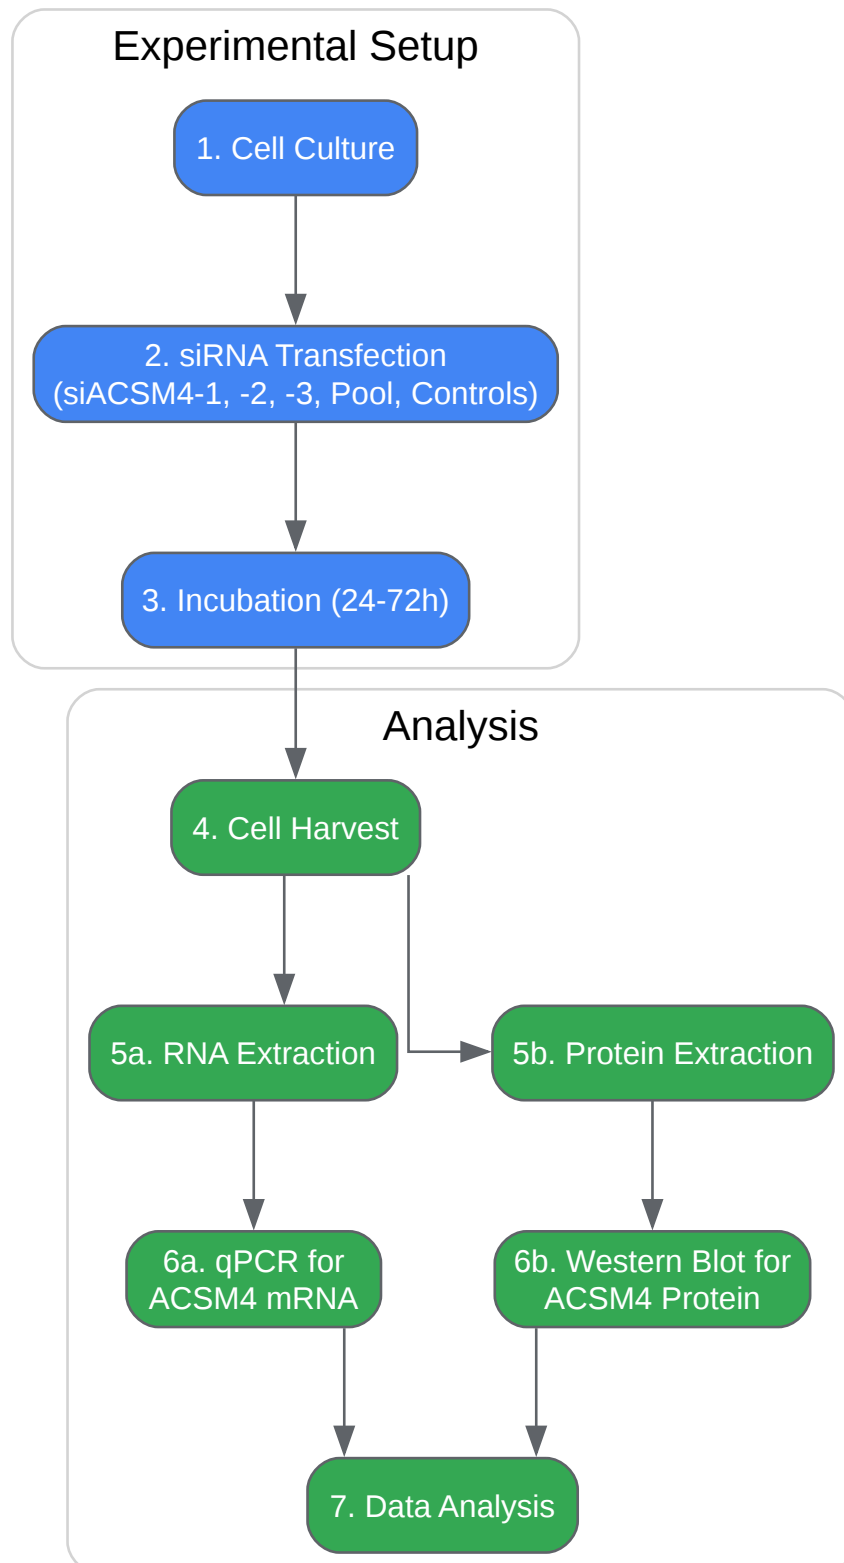 Experimental Setup
1. Cell Culture
2. siRNA Transfection
(siACSM4-1, -2, -3, Pool, Controls)
3. Incubation (24-72h)
Analysis
4. Cell Harvest
5a. RNA Extraction
5b. Protein Extraction
6a. qPCR for
ACSM4 mRNA
6b. Western Blot for
ACSM4 Protein
7. Data Analysis